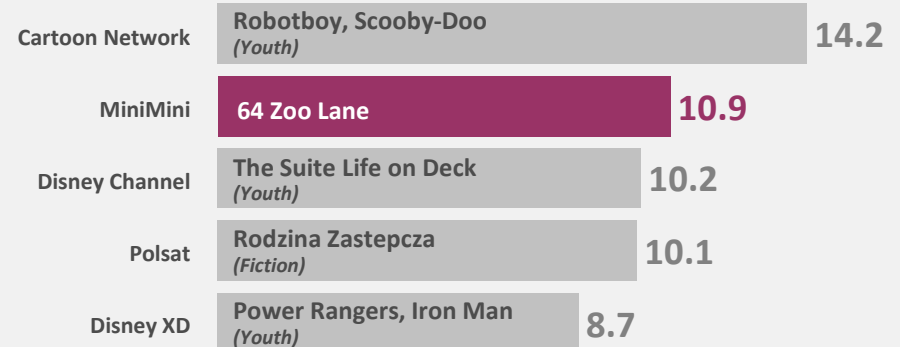 Cartoon Network
Robotboy, Scooby-Doo
(Youth)
14.2
MiniMini
64 Zoo Lane
10.9
Disney Channel
The Suite Life on Deck
(Youth)
10.2
Polsat
Rodzina Zastepcza
(Fiction)
10.1
Disney XD
Power Rangers, Iron Man
(Youth)
8.7